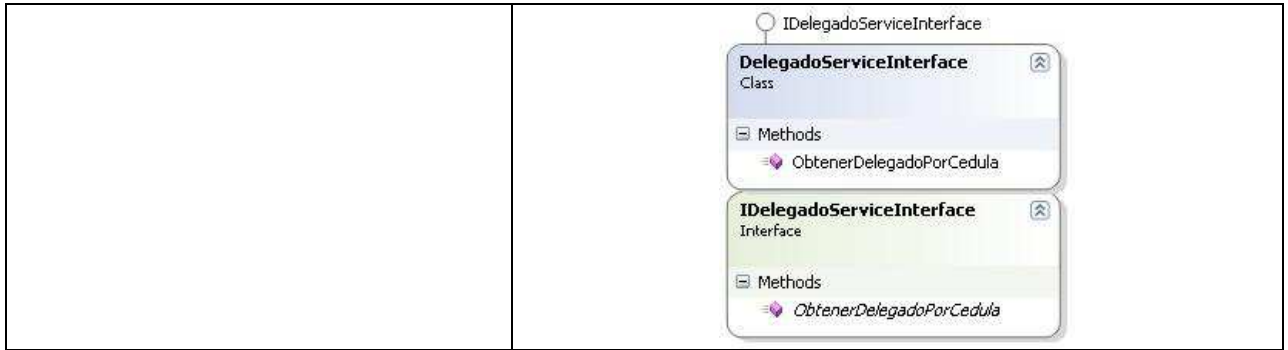 IDelegadoServiceInterface
DelegadoServiceInterface
Class
Methods
ObtenerDelegadoPorCedula
IDelegadoServiceInterface
Interface
Methods
ObtenerDelegadoPorCedula